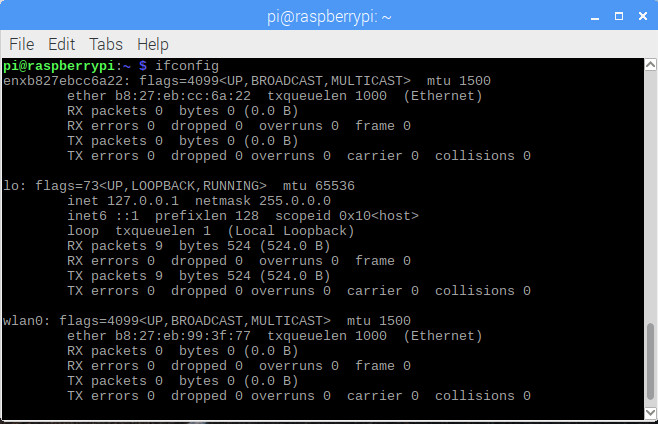 pi@raspberrypi: ~
File Edit Tabs Help
pi@raspberrypi:~ $ ifconfig
enxb827ebcc6a22: flags=4099<UP,BROADCAST,MULTICAST>  mtu 1500
        ether b8:27:eb:cc:6a:22  txqueuelen 1000  (Ethernet)
        RX packets 0  bytes 0 (0.0 B)
        RX errors 0  dropped 0  overruns 0  frame 0
        TX packets 0  bytes 0 (0.0 B)
        TX errors 0  dropped 0 overruns 0  carrier 0  collisions 0
lo: flags=73<UP,LOOPBACK,RUNNING>  mtu 65536
        inet 127.0.0.1  netmask 255.0.0.0
        inet6 ::1  prefixlen 128  scopeid 0x10<host>
        loop  txqueuelen 1  (Local Loopback)
        RX packets 9  bytes 524 (524.0 B)
        RX errors 0  dropped 0  overruns 0  frame 0
        TX packets 9  bytes 524 (524.0 B)
        TX errors 0  dropped 0 overruns 0  carrier 0  collisions 0
wlan0: flags=4099<UP,BROADCAST,MULTICAST>  mtu 1500
        ether b8:27:eb:99:3f:77  txqueuelen 1000  (Ethernet)
        RX packets 0  bytes 0 (0.0 B)
        RX errors 0  dropped 0  overruns 0  frame 0
        TX packets 0  bytes 0 (0.0 B)
        TX errors 0  dropped 0 overruns 0  carrier 0  collisions 0